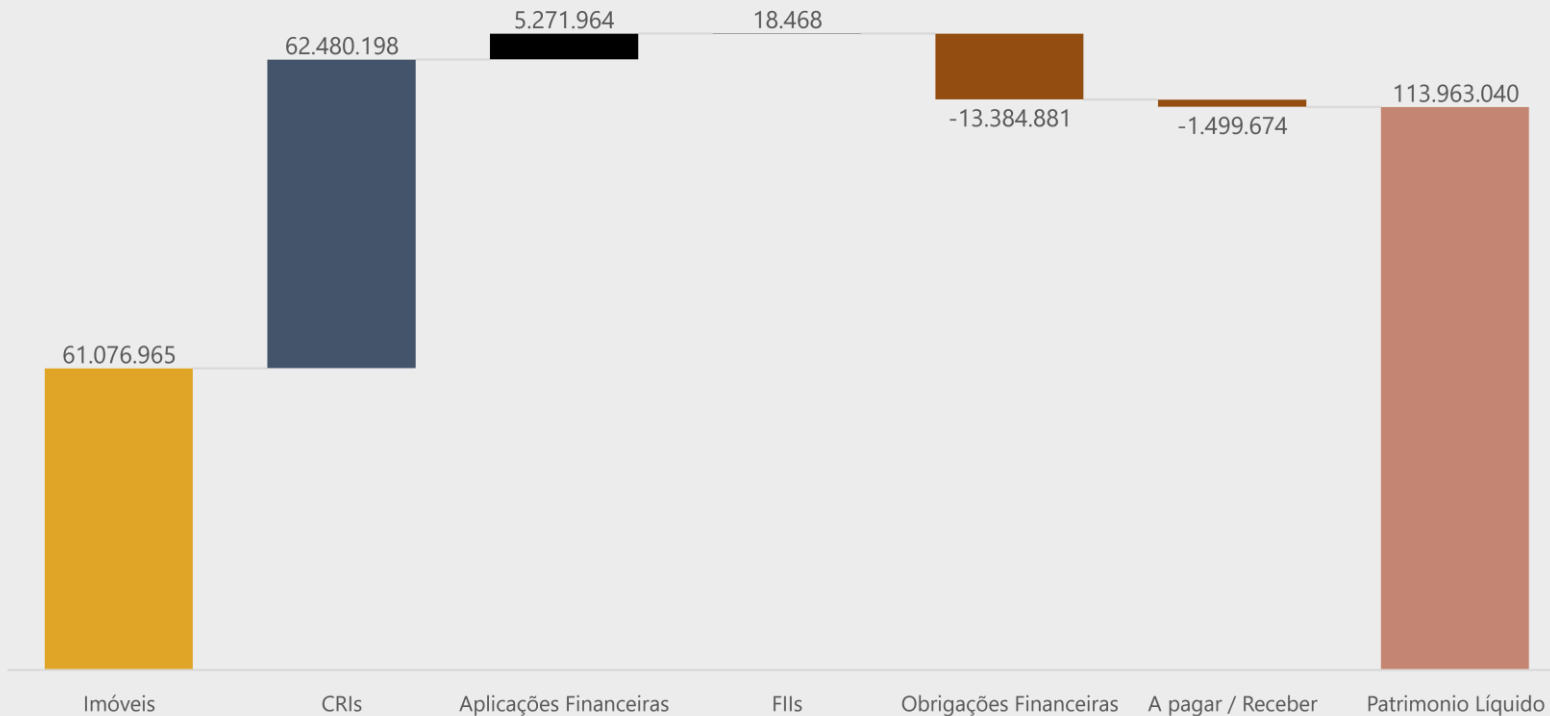 5.271.964
18.468
62.480.198
113.963.040
-13.384.881
-1.499.674
61.076.965
Imóveis
CRIs
Aplicações Financeiras
FIIs
Obrigações Financeiras
A pagar / Receber
Patrimonio Líquido